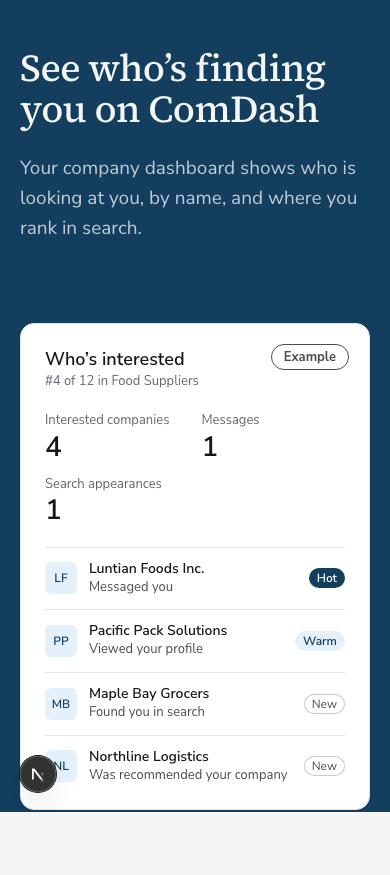 See who’s finding
you on ComDash
Your company dashboard shows who is
looking at you, by name, and where you
rank in search.
Who’s interested
Example
#4 of 12 in Food Suppliers
Interested companies
4
Messages
1
Search appearances
1
LF
Luntian Foods Inc.
Messaged you
Hot
PP
Pacific Pack Solutions
Viewed your profile
Warm
MB
Maple Bay Grocers
Found you in search
New
NL
Northline Logistics
Was recommended your company
New
N